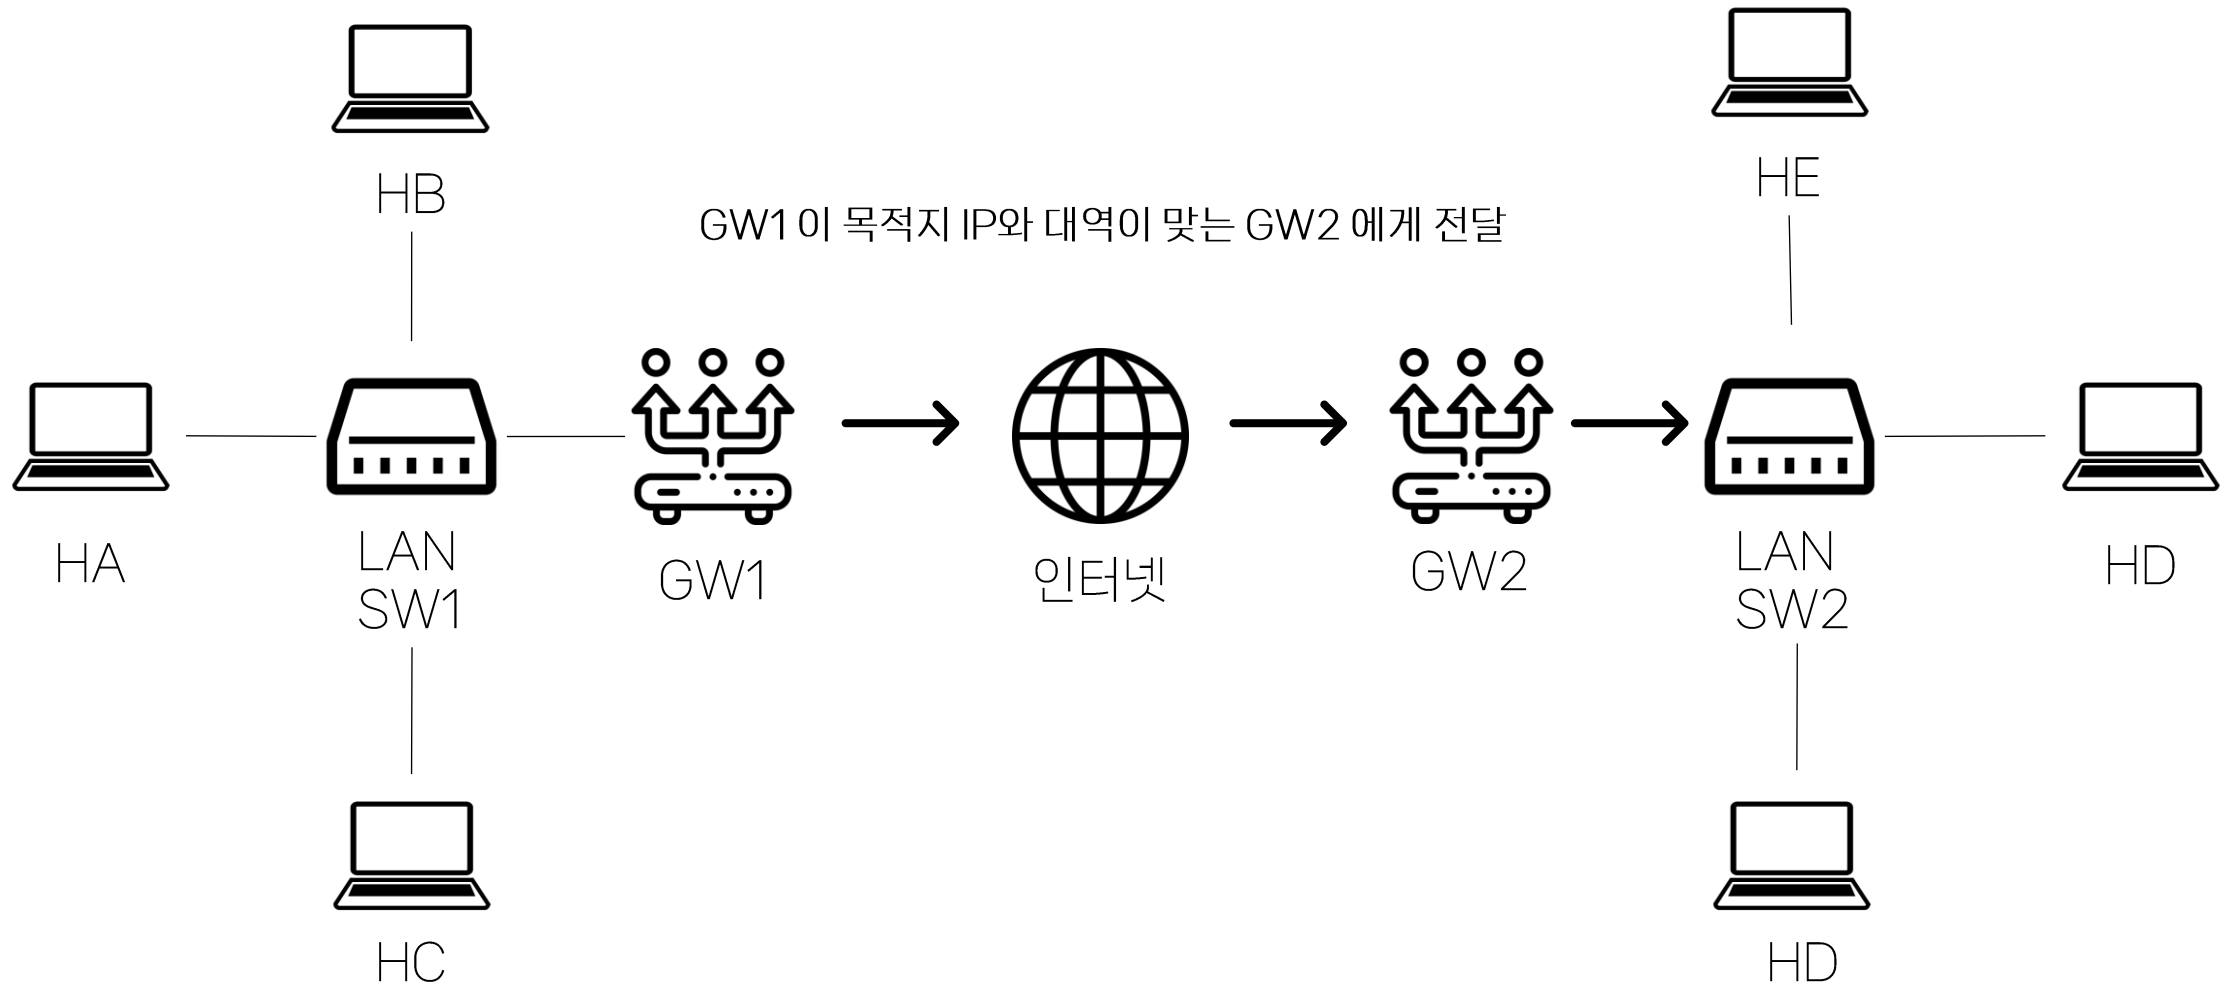 HB
HE
GW1 이 목적지 IP와 대역이 맞는 GW2 에게 전달
HA
LAN
SW1
GW1
인터넷
GW2
LAN
SW2
HD
HC
HD